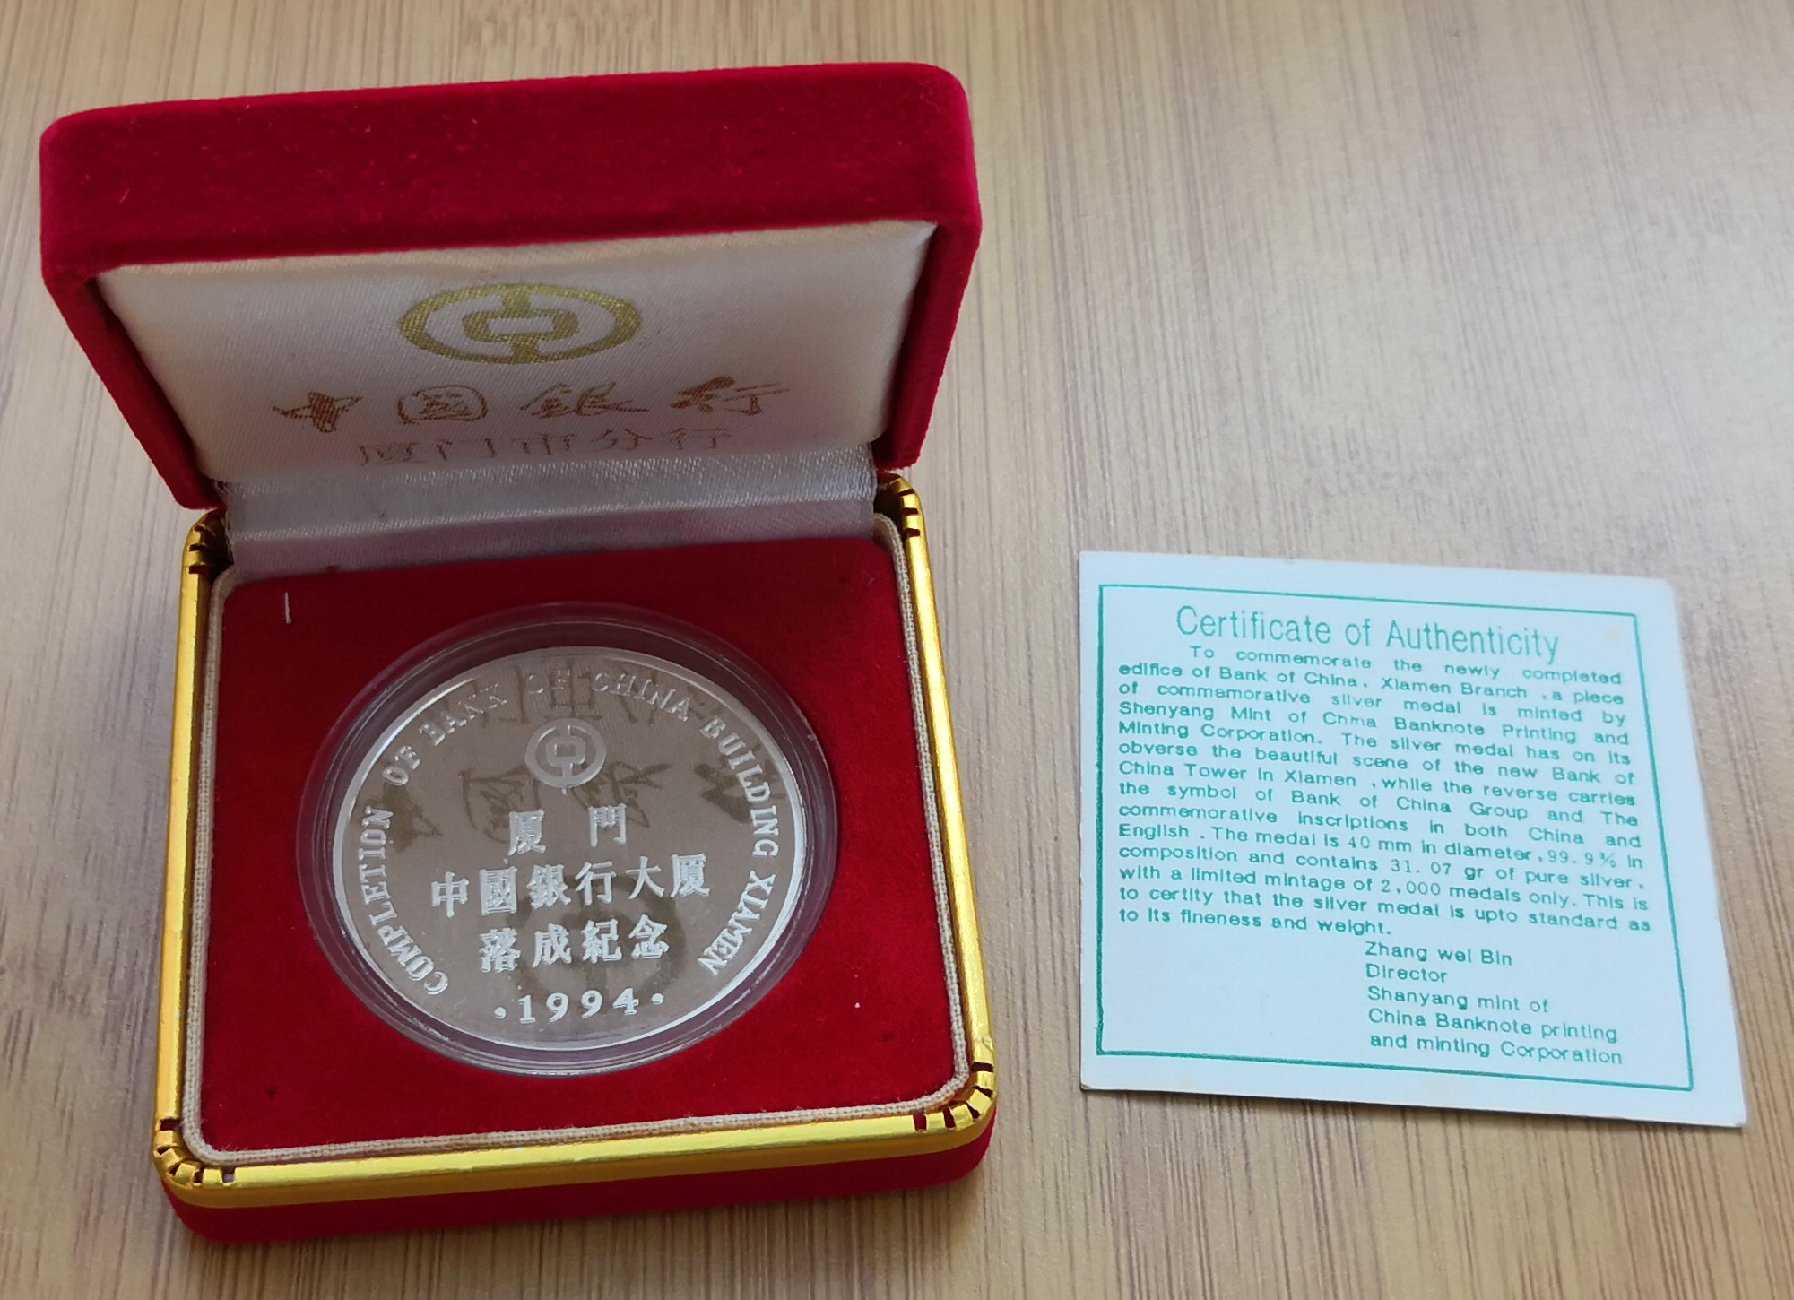 中國銀行
厦门市分行
COMPLETION OF BANK OF CHINA BUILDING XIAMEN
厦門
中國銀行大厦
落成紀念
·1994·
Certificate of Authenticity
To commemorate the newly completed
edifice of Bank of China, Xiamen Branch, a piece
of commemorative silver medal is minted by
Shenyang Mint of China Banknote Printing and
Minting Corporation. The silver medal has on its
obverse the beautiful scene of the new Bank of
China Tower in Xiamen, while the reverse carries
the symbol of Bank of China Group and The
commemorative inscriptions in both China and
English. The medal is 40 mm in diameter, 99.9% in
composition and contains 31.07 gr of pure silver,
with a limited mintage of 2,000 medals only. This is
to certity that the silver medal is upto standard as
to its fineness and weight.
Zhang wei Bin
Director
Shanyang mint of
China Banknote printing
and minting Corporation